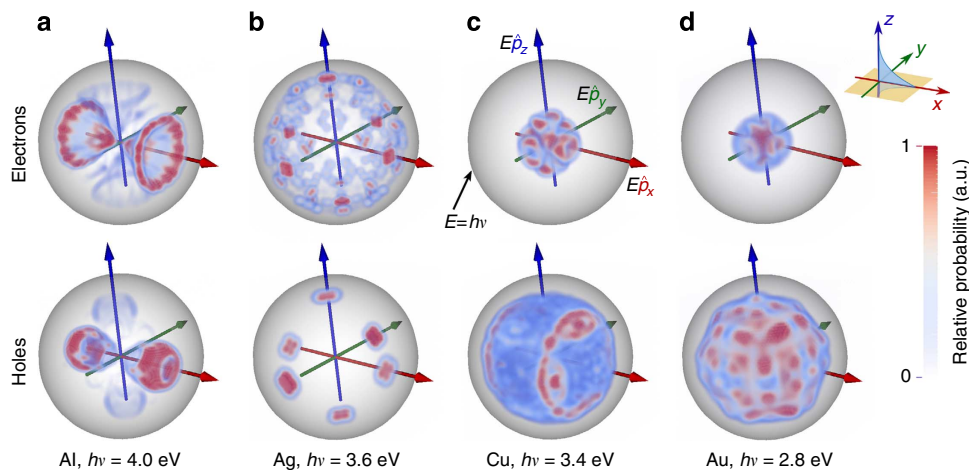 a
b
c
d
z
y
x
Electrons
Ep̂z
Ep̂y
Ep̂x
E=hν
1
0
Relative probability (a.u.)
Holes
Al, hν = 4.0 eV
Ag, hν = 3.6 eV
Cu, hν = 3.4 eV
Au, hν = 2.8 eV